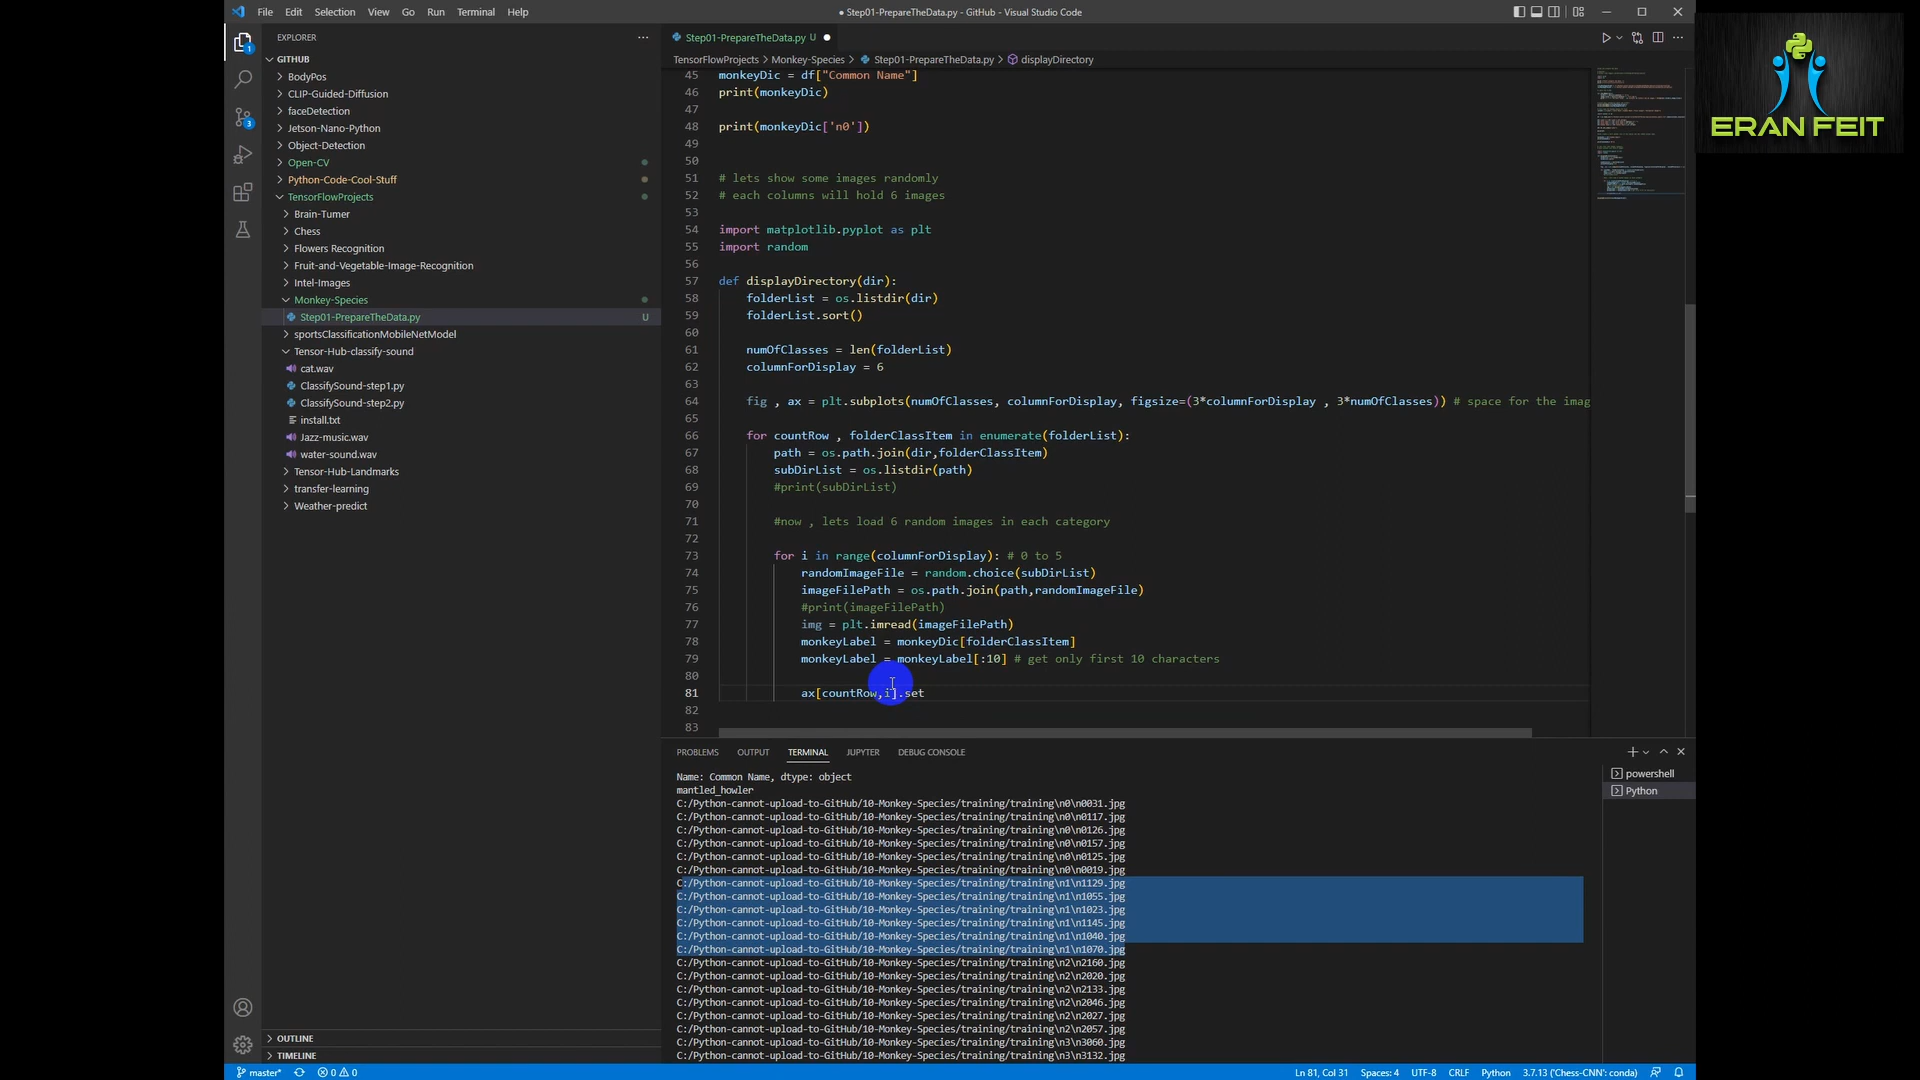 File Edit Selection View Go Run Terminal Help
● Step01-PrepareTheData.py - GitHub - Visual Studio Code
EXPLORER
GITHUB
BodyPos
CLIP-Guided-Diffusion
faceDetection
Jetson-Nano-Python
Object-Detection
Open-CV
Python-Code-Cool-Stuff
TensorFlowProjects
Brain-Tumer
Chess
Flowers Recognition
Fruit-and-Vegetable-Image-Recognition
Intel-Images
Monkey-Species
Step01-PrepareTheData.py U
sportsClassificationMobileNetModel
Tensor-Hub-classify-sound
cat.wav
ClassifySound-step1.py
ClassifySound-step2.py
install.txt
Jazz-music.wav
water-sound.wav
Tensor-Hub-Landmarks
transfer-learning
Weather-predict
OUTLINE
TIMELINE
1
3
Step01-PrepareTheData.py U ●
TensorFlowProjects > Monkey-Species > Step01-PrepareTheData.py > displayDirectory
45 monkeyDic = df["Common Name"]
46 print(monkeyDic)
47
48 print(monkeyDic['n0'])
49
50
51 # lets show some images randomly
52 # each columns will hold 6 images
53
54 import matplotlib.pyplot as plt
55 import random
56
57 def displayDirectory(dir):
58 folderList = os.listdir(dir)
59 folderList.sort()
60
61 numOfClasses = len(folderList)
62 columnForDisplay = 6
63
64 fig , ax = plt.subplots(numOfClasses, columnForDisplay, figsize=(3*columnForDisplay , 3*numOfClasses)) # space for the imag
65
66 for countRow , folderClassItem in enumerate(folderList):
67 path = os.path.join(dir,folderClassItem)
68 subDirList = os.listdir(path)
69 #print(subDirList)
70
71 #now , lets load 6 random images in each category
72
73 for i in range(columnForDisplay): # 0 to 5
74 randomImageFile = random.choice(subDirList)
75 imageFilePath = os.path.join(path,randomImageFile)
76 #print(imageFilePath)
77 img = plt.imread(imageFilePath)
78 monkeyLabel = monkeyDic[folderClassItem]
79 monkeyLabel = monkeyLabel[:10] # get only first 10 characters
80
81 ax[countRow,i].set
82
83
PROBLEMS OUTPUT TERMINAL JUPYTER DEBUG CONSOLE
Name: Common Name, dtype: object
mantled_howler
C:/Python-cannot-upload-to-GitHub/10-Monkey-Species/training/training\n0\n0031.jpg
C:/Python-cannot-upload-to-GitHub/10-Monkey-Species/training/training\n0\n0117.jpg
C:/Python-cannot-upload-to-GitHub/10-Monkey-Species/training/training\n0\n0126.jpg
C:/Python-cannot-upload-to-GitHub/10-Monkey-Species/training/training\n0\n0157.jpg
C:/Python-cannot-upload-to-GitHub/10-Monkey-Species/training/training\n0\n0125.jpg
C:/Python-cannot-upload-to-GitHub/10-Monkey-Species/training/training\n0\n0019.jpg
C:/Python-cannot-upload-to-GitHub/10-Monkey-Species/training/training\n1\n1129.jpg
C:/Python-cannot-upload-to-GitHub/10-Monkey-Species/training/training\n1\n1055.jpg
C:/Python-cannot-upload-to-GitHub/10-Monkey-Species/training/training\n1\n1023.jpg
C:/Python-cannot-upload-to-GitHub/10-Monkey-Species/training/training\n1\n1145.jpg
C:/Python-cannot-upload-to-GitHub/10-Monkey-Species/training/training\n1\n1040.jpg
C:/Python-cannot-upload-to-GitHub/10-Monkey-Species/training/training\n1\n1070.jpg
C:/Python-cannot-upload-to-GitHub/10-Monkey-Species/training/training\n2\n2160.jpg
C:/Python-cannot-upload-to-GitHub/10-Monkey-Species/training/training\n2\n2020.jpg
C:/Python-cannot-upload-to-GitHub/10-Monkey-Species/training/training\n2\n2133.jpg
C:/Python-cannot-upload-to-GitHub/10-Monkey-Species/training/training\n2\n2046.jpg
C:/Python-cannot-upload-to-GitHub/10-Monkey-Species/training/training\n2\n2027.jpg
C:/Python-cannot-upload-to-GitHub/10-Monkey-Species/training/training\n2\n2057.jpg
C:/Python-cannot-upload-to-GitHub/10-Monkey-Species/training/training\n3\n3060.jpg
C:/Python-cannot-upload-to-GitHub/10-Monkey-Species/training/training\n3\n3132.jpg
powershell
Python
master* 0 0
Ln 81, Col 31 Spaces: 4 UTF-8 CRLF Python 3.7.13 ('Chess-CNN': conda)
ERAN FEIT